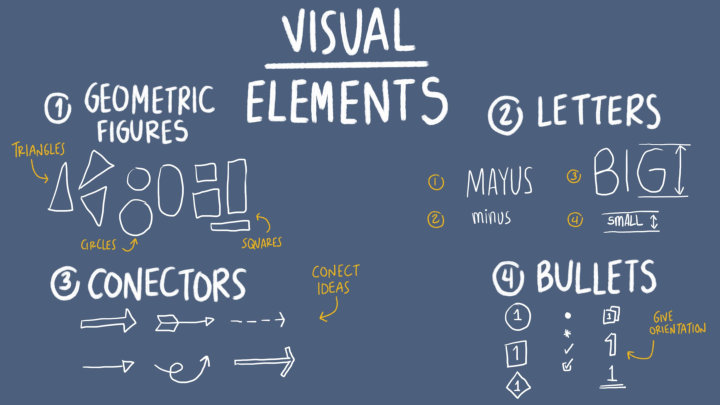 VISUAL
ELEMENTS
1 GEOMETRIC
FIGURES
TRIANGLES
CIRCLES
SQUARES
2 LETTERS
1 MAYUS
2 minus
3 BIG
4 SMALL
3 CONECTORS
CONECT
IDEAS
4 BULLETS
1
1
1
1
1
1
GIVE
ORIENTATION